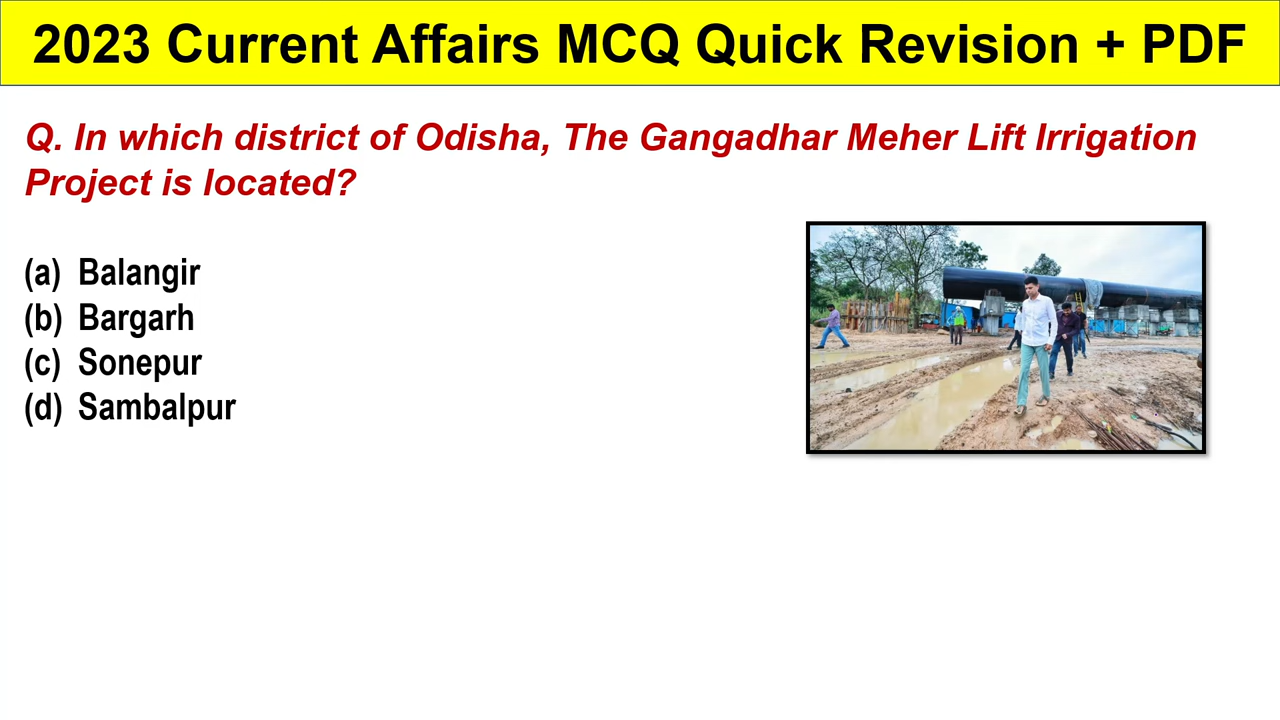 2023 Current Affairs MCQ Quick Revision + PDF
Q. In which district of Odisha, The Gangadhar Meher Lift Irrigation
Project is located?
(a) Balangir
(b) Bargarh
(c) Sonepur
(d) Sambalpur